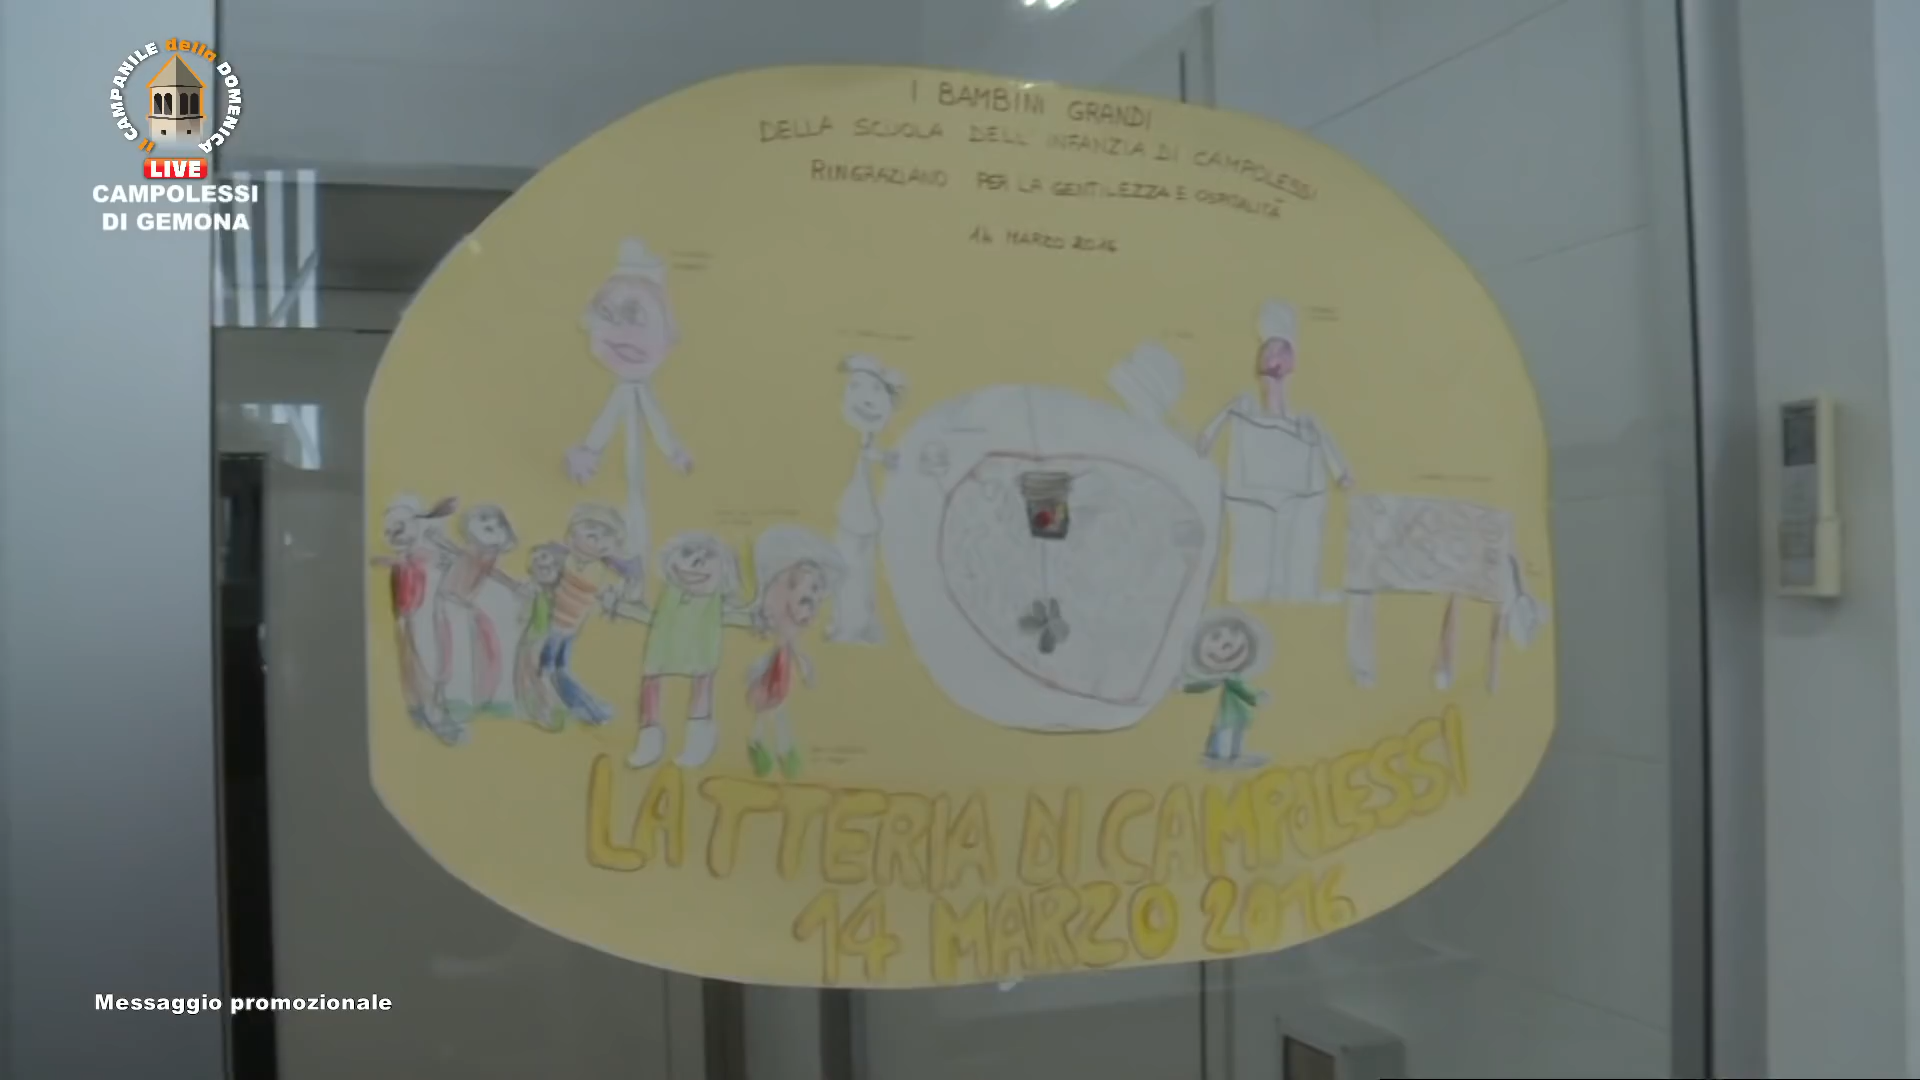 Il CAMPANILE della DOMENICA
LIVE
CAMPOLESSI
DI GEMONA
I BAMBINI GRANDI
DELLA SCUOLA DELL'INFANZIA DI CAMPOLESSI
RINGRAZIANO PER LA GENTILEZZA E OSPITALITÀ
14 MARZO 2016
LATTERIA DI CAMPOLESSI
14 MARZO 2016
Messaggio promozionale